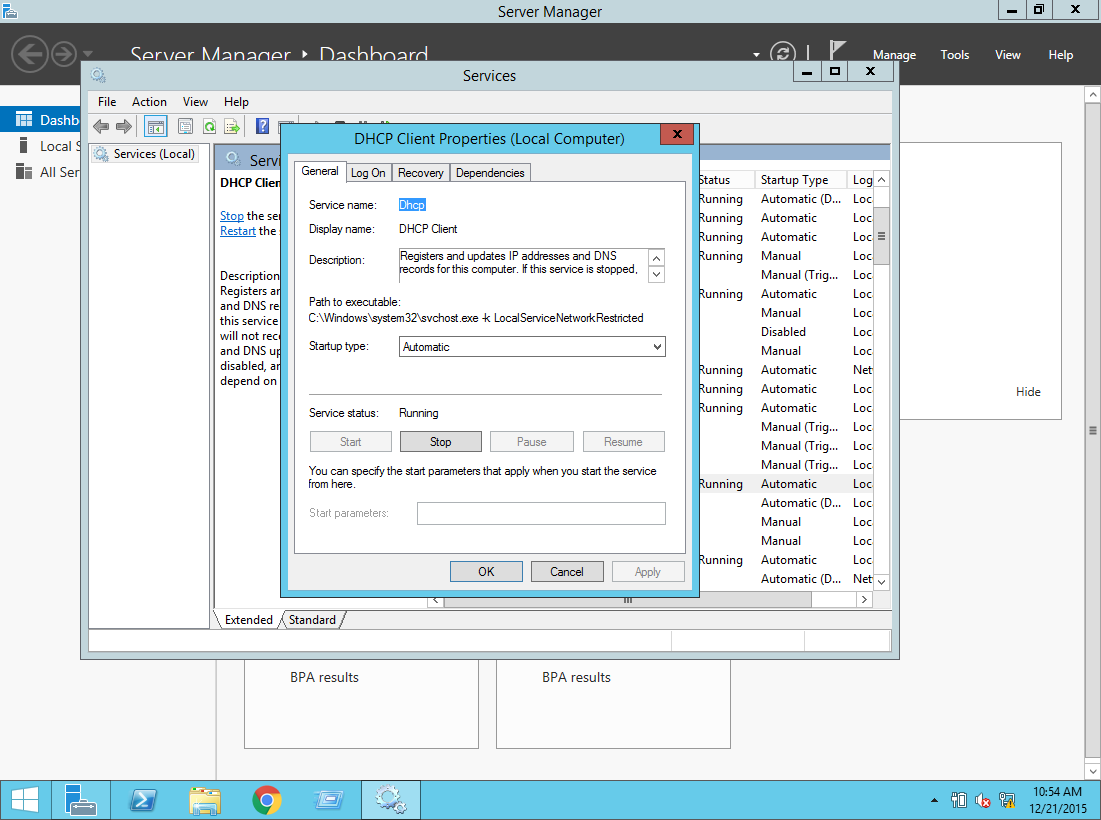 Server Manager
Server Manager
Dashboard
Manage
Tools
View
Help
Services
File
Action
View
Help
DHCP Client Properties (Local Computer)
Services (Local)
General
Log On
Recovery
Dependencies
Service name:
Dhcp
Display name:
DHCP Client
Description:
Registers and updates IP addresses and DNS
records for this computer. If this service is stopped,
Path to executable:
C:\Windows\system32\svchost.exe -k LocalServiceNetworkRestricted
Startup type:
Automatic
Service status:
Running
Start
Stop
Pause
Resume
You can specify the start parameters that apply when you start the service
from here.
Start parameters:
OK
Cancel
Apply
Dashb
Local S
All Ser
Servi
DHCP Clien
Stop the ser
Restart the s
Description
Registers an
and DNS re
this service
will not rece
and DNS up
disabled, an
depend on
Status
Startup Type
Log
Running
Automatic (D...
Loc
Running
Automatic
Loc
Running
Automatic
Loc
Running
Manual
Loc
Manual (Trig...
Loc
Running
Automatic
Loc
Manual
Loc
Disabled
Loc
Manual
Loc
Running
Automatic
Net
Running
Automatic
Loc
Running
Automatic
Loc
Manual (Trig...
Loc
Manual (Trig...
Loc
Manual (Trig...
Loc
Running
Automatic
Loc
Automatic (D...
Loc
Manual
Loc
Manual
Loc
Running
Automatic
Loc
Automatic (D...
Net
Hide
Extended
Standard
BPA results
BPA results
10:54 AM
12/21/2015